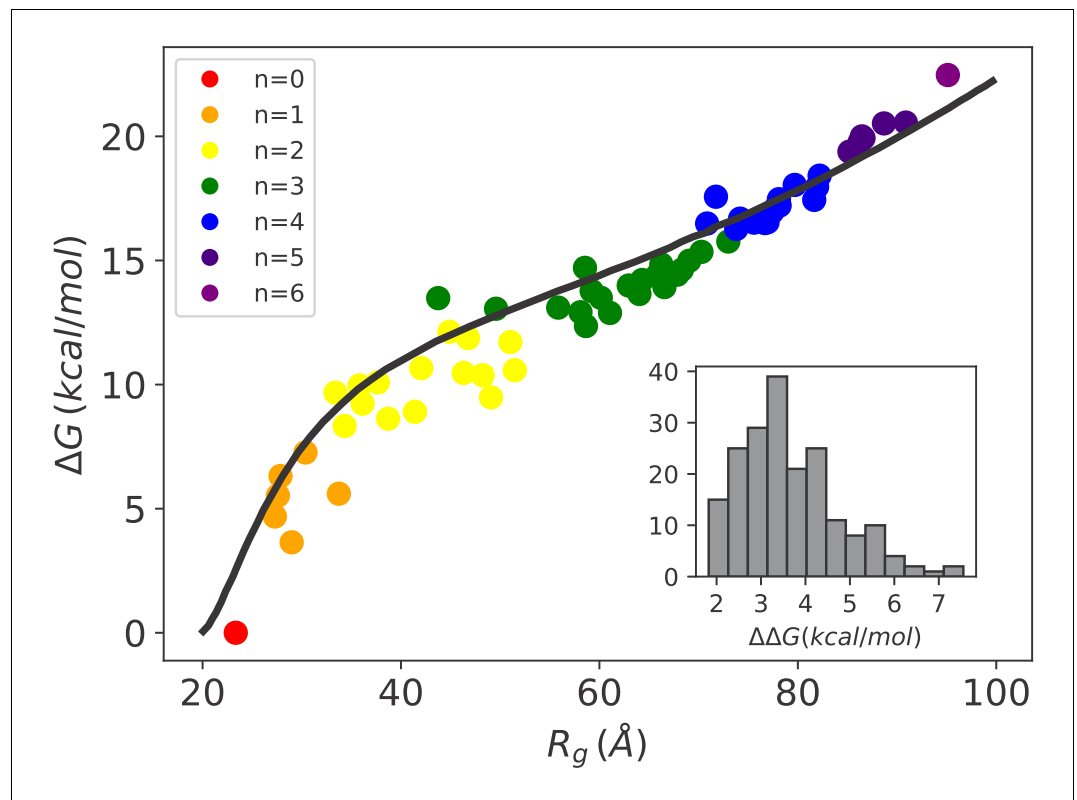 n=0
n=1
n=2
n=3
n=4
n=5
n=6
20
15
10
5
0
ΔG (kcal/mol)
20 40 60 80 100
R_g (Å)
40
30
20
10
0
2 3 4 5 6 7
ΔΔG(kcal/mol)